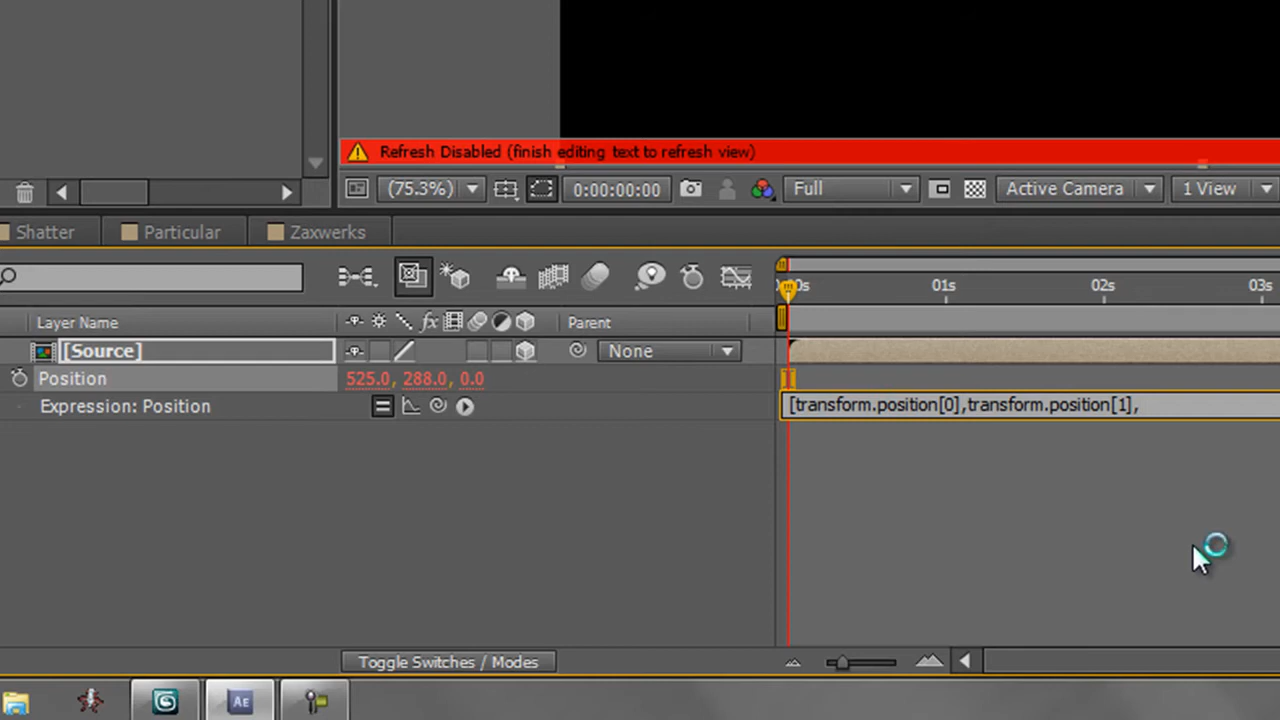 Refresh Disabled (finish editing text to refresh view)
(75.3%) 0:00:00:00 Full Active Camera 1 View
Shatter Particular Zaxwerks
0s 01s 02s 03s
Layer Name fx Parent
[Source] None
Position 525.0, 288.0, 0.0
Expression: Position [transform.position[0],transform.position[1],
Toggle Switches / Modes
AE